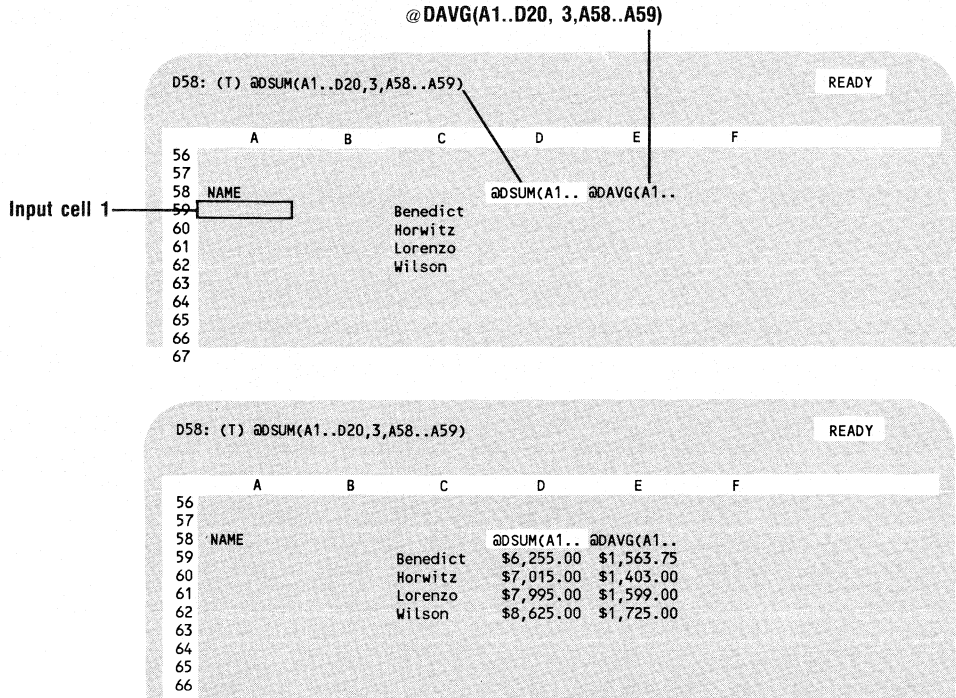 @DAVG(A1..D20, 3,A58..A59)
D58: (T) @DSUM(A1..D20,3,A58..A59)
READY
A B C D E F
56
57
58 NAME @DSUM(A1.. @DAVG(A1..
Input cell 1
59 Benedict
60 Horwitz
61 Lorenzo
62 Wilson
63
64
65
66
67
D58: (T) @DSUM(A1..D20,3,A58..A59)
READY
A B C D E F
56
57
58 NAME @DSUM(A1.. @DAVG(A1..
59 Benedict $6,255.00 $1,563.75
60 Horwitz $7,015.00 $1,403.00
61 Lorenzo $7,995.00 $1,599.00
62 Wilson $8,625.00 $1,725.00
63
64
65
66